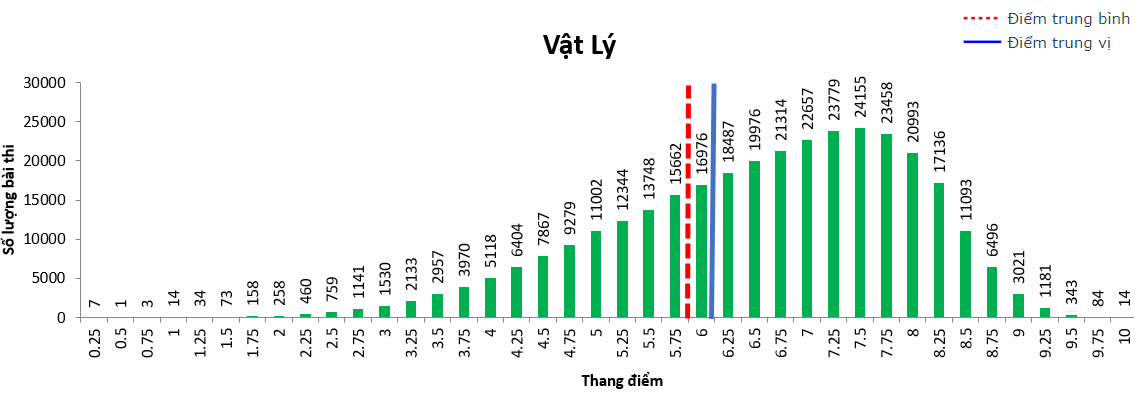 Điểm trung bình
Điểm trung vị
Vật Lý
Số lượng bài thi
30000
25000
20000
15000
10000
5000
0
7 1 3 14 34 73 158 258 460 759 1141 1530 2133 2957 3970 5118 6404 7867 9279 11002 12344 13748 15662 16976 18487 19976 21314 22657 23779 24155 23458 20993 17136 11093 6496 3021 1181 343 84 14
0.25 0.5 0.75 1 1.25 1.5 1.75 2 2.25 2.5 2.75 3 3.25 3.5 3.75 4 4.25 4.5 4.75 5 5.25 5.5 5.75 6 6.25 6.5 6.75 7 7.25 7.5 7.75 8 8.25 8.5 8.75 9 9.25 9.5 9.75 10
Thang điểm